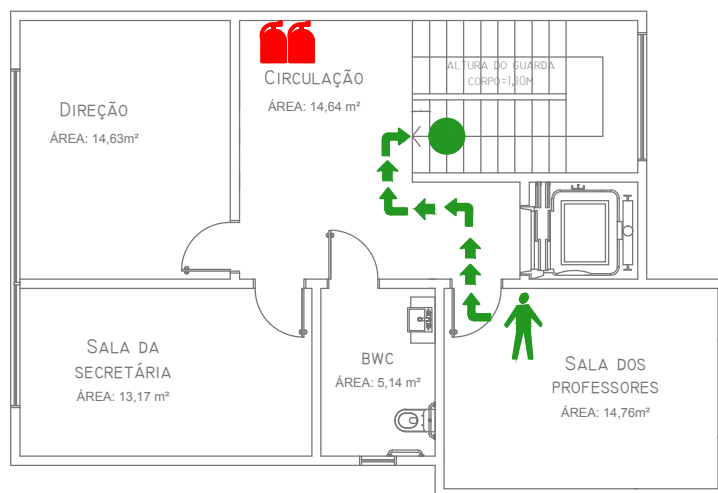 CIRCULAÇÃO
ÁREA: 14,64 m²
ALTURA DO GUARDA
CORPO=1,10M
DIREÇÃO
ÁREA: 14,63m²
SALA DA
SECRETÁRIA
ÁREA: 13,17 m²
BWC
ÁREA: 5,14 m²
SALA DOS
PROFESSORES
ÁREA: 14,76m²